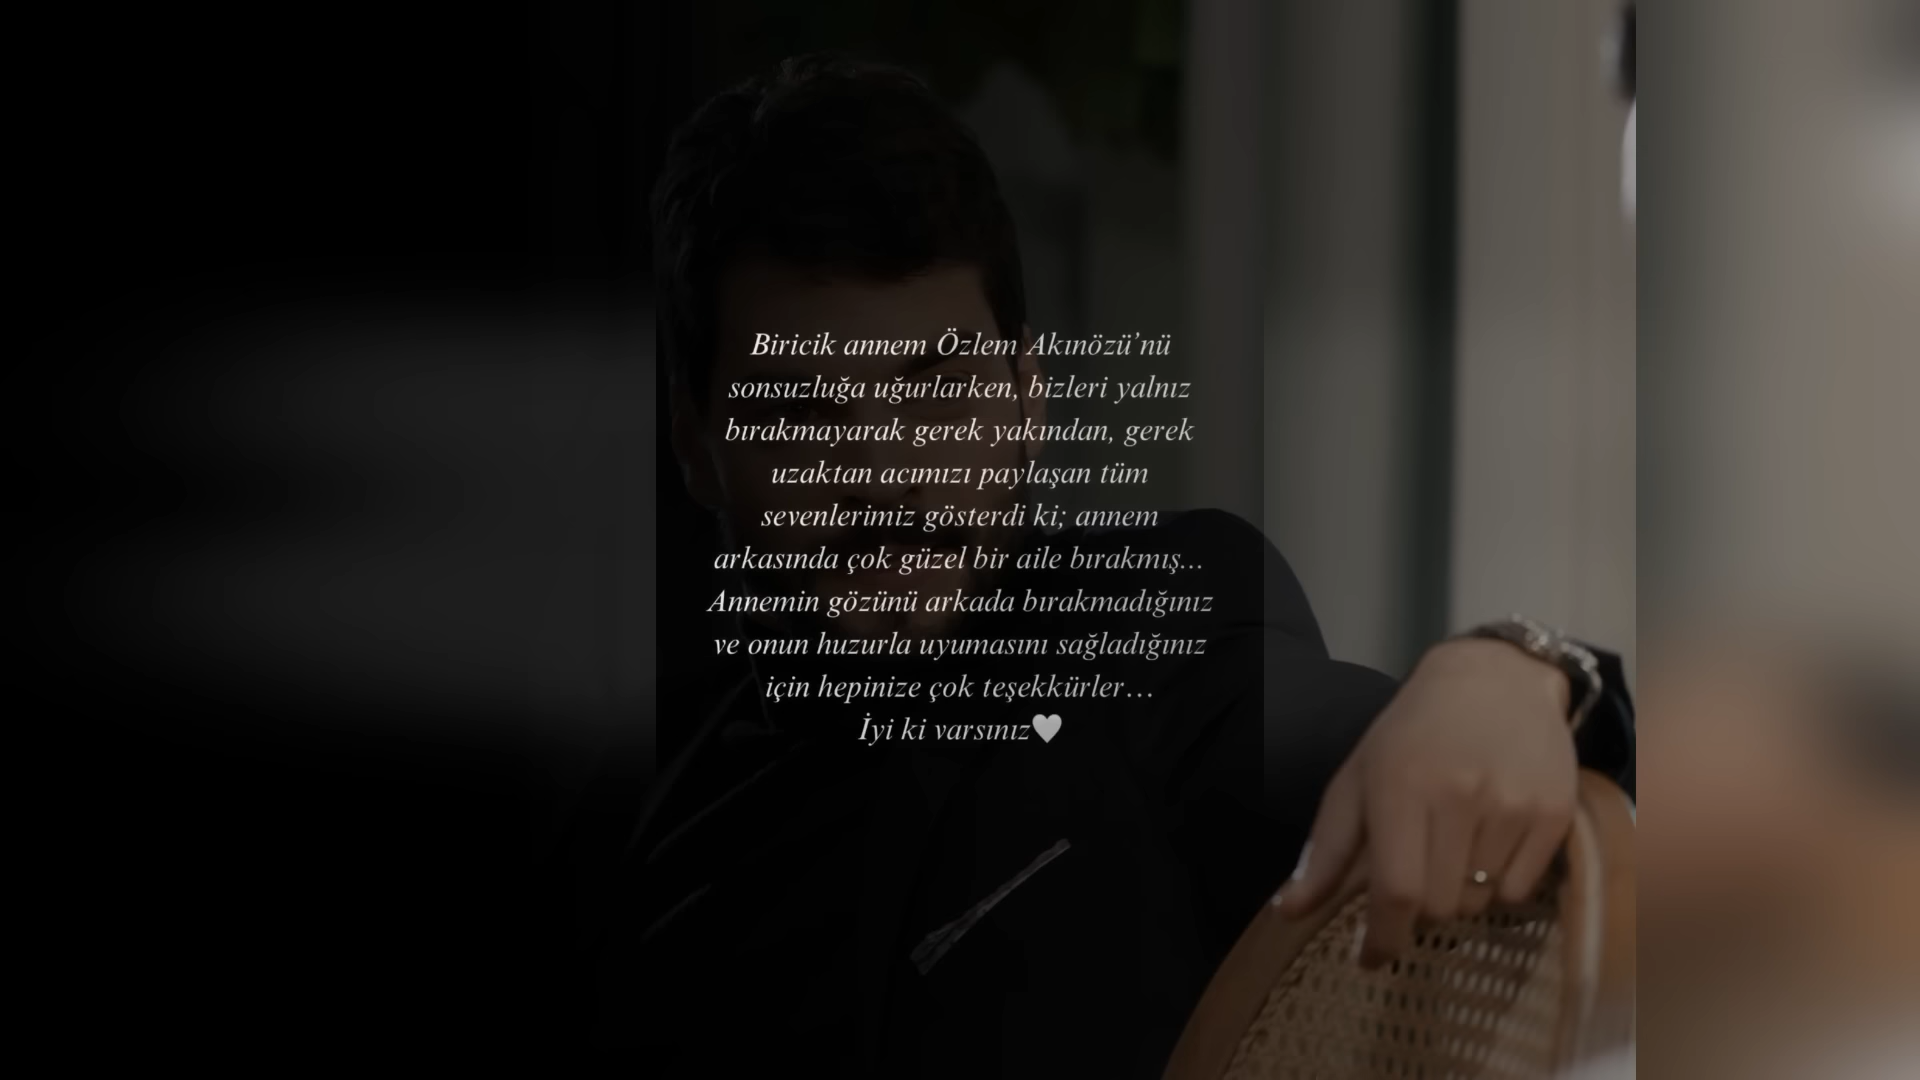 Biricik annem Özlem Akınözü’nü
sonsuzluğa uğurlarken, bizleri yalnız
bırakmayarak gerek yakından, gerek
uzaktan acımızı paylaşan tüm
sevenlerimiz gösterdi ki; annem
arkasında çok güzel bir aile bırakmış...
Annemin gözünü arkada bırakmadığınız
ve onun huzurla uyumasını sağladığınız
için hepinize çok teşekkürler…
İyi ki varsınız🤍